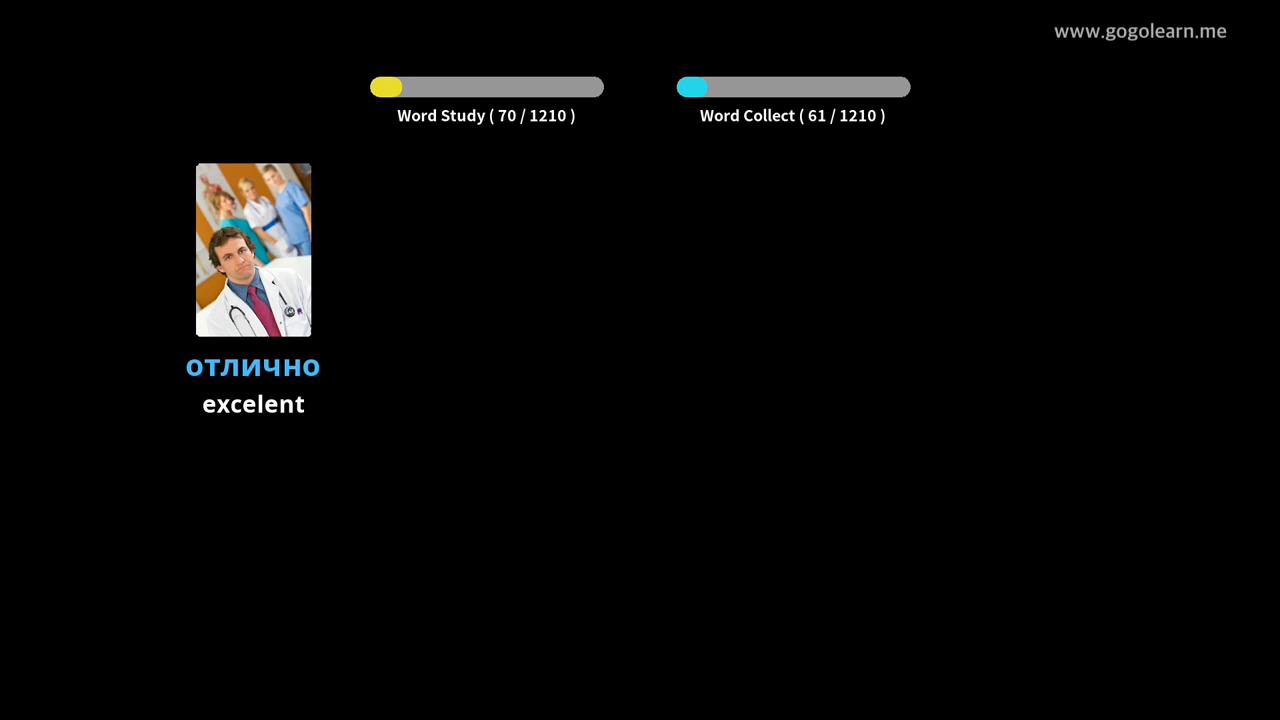 www.gogolearn.me
Word Study ( 70 / 1210 )
Word Collect ( 61 / 1210 )
отлично
excelent